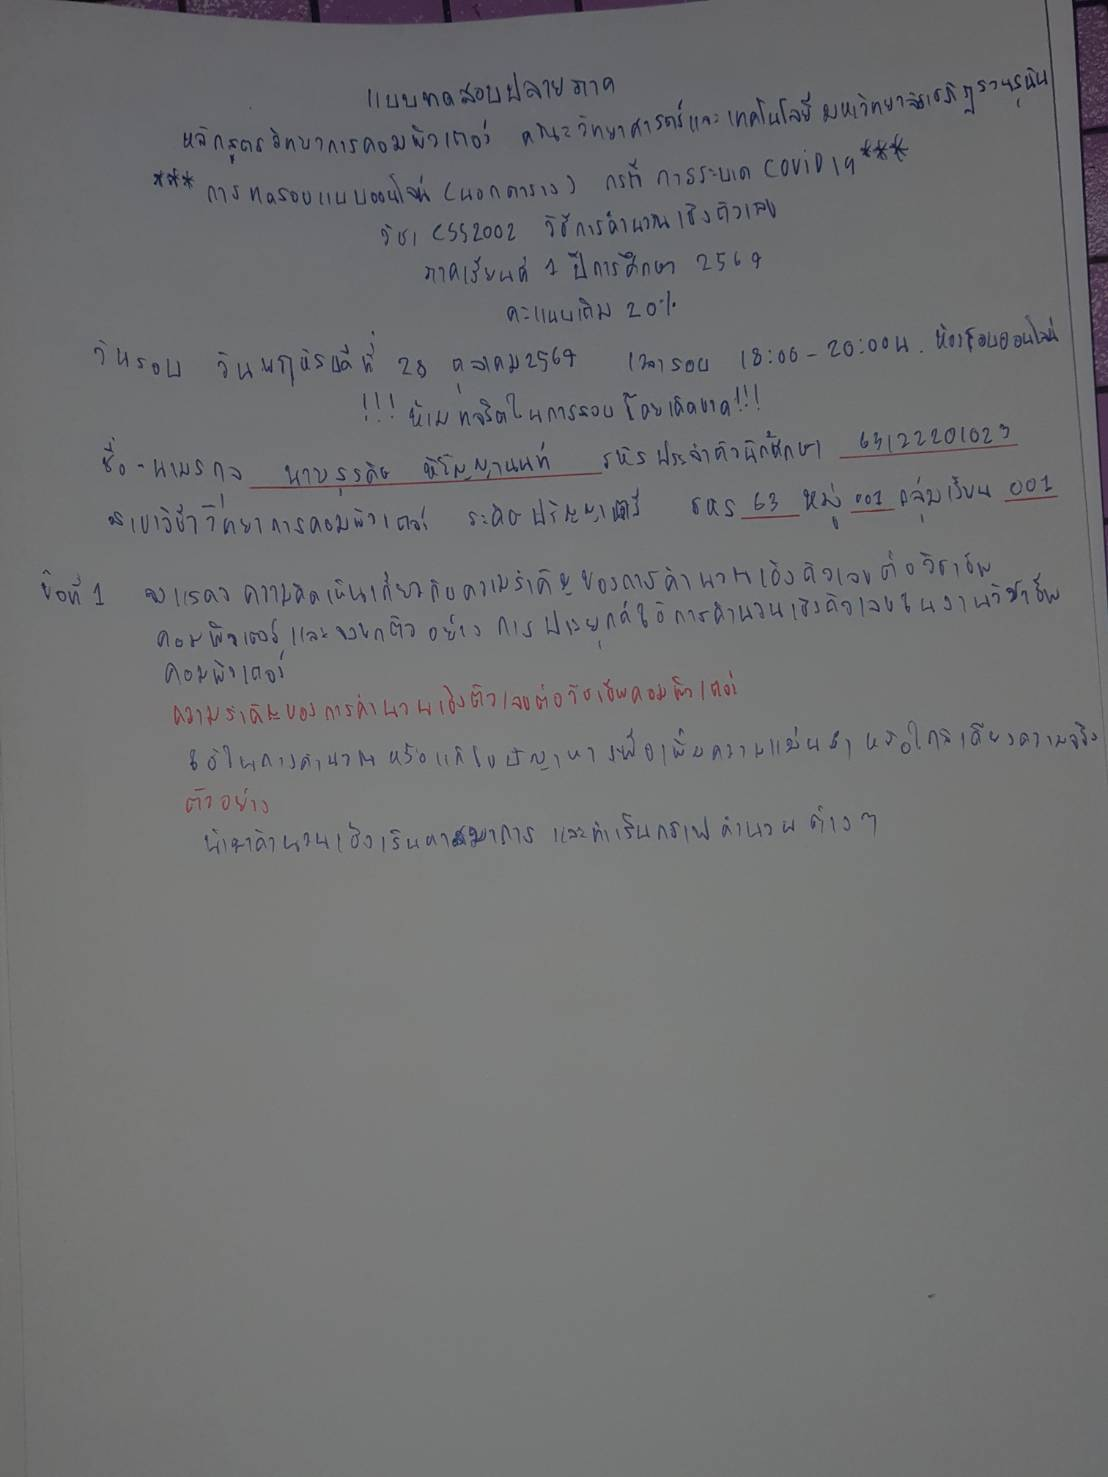 แบบทดสอบปลายภาค
หลักสูตรวิทยาการคอมพิวเตอร์ คณะวิทยาศาสตร์และเทคโนโลยี มหาวิทยาลัยราชภัฏสวนสุนันทา
*** การทดสอบแบบออนไลน์ (นอกตาราง) กรณี การระบาด COVID 19 ***
วิชา CSS2002 วิธีการคำนวณเชิงตัวเลข
ภาคเรียนที่ 1 ปีการศึกษา 2564
คะแนนเต็ม 20%
วันสอบ วันพฤหัสบดีที่ 28 ตุลาคม 2564 เวลาสอบ 18:00-20:00น. ห้องสอบออนไลน์
!!! ห้ามทุจริตในการสอบโดยเด็ดขาด !!!
ชื่อ-นามสกุล นาย หิรัญญานนท์ รหัสประจำตัวนักศึกษา 63122201023
สาขาวิชาวิทยาการคอมพิวเตอร์ ระดับปริญญาตรี รหัส 63 หมู่ 001 กลุ่มเรียน 001
ข้อที่ 1 จงแสดงความคิดเห็นเกี่ยวกับความสำคัญของการคำนวณเชิงตัวเลขต่อวิชาชีพ
คอมพิวเตอร์และจงยกตัวอย่าง การประยุกต์ใช้การคำนวณเชิงตัวเลขในงานวิชาชีพ
คอมพิวเตอร์
ความสำคัญของการคำนวณเชิงตัวเลขต่อวิชาชีพคอมพิวเตอร์
ใช้ในการคำนวณหรือแก้ไขปัญหาเพื่อเพิ่มความแม่นยำ หรือใกล้เคียงความจริง
ตัวอย่าง
นำมาคำนวณเชิงเส้นหาสมการ และทำเส้นกราฟคำนวณต่างๆ